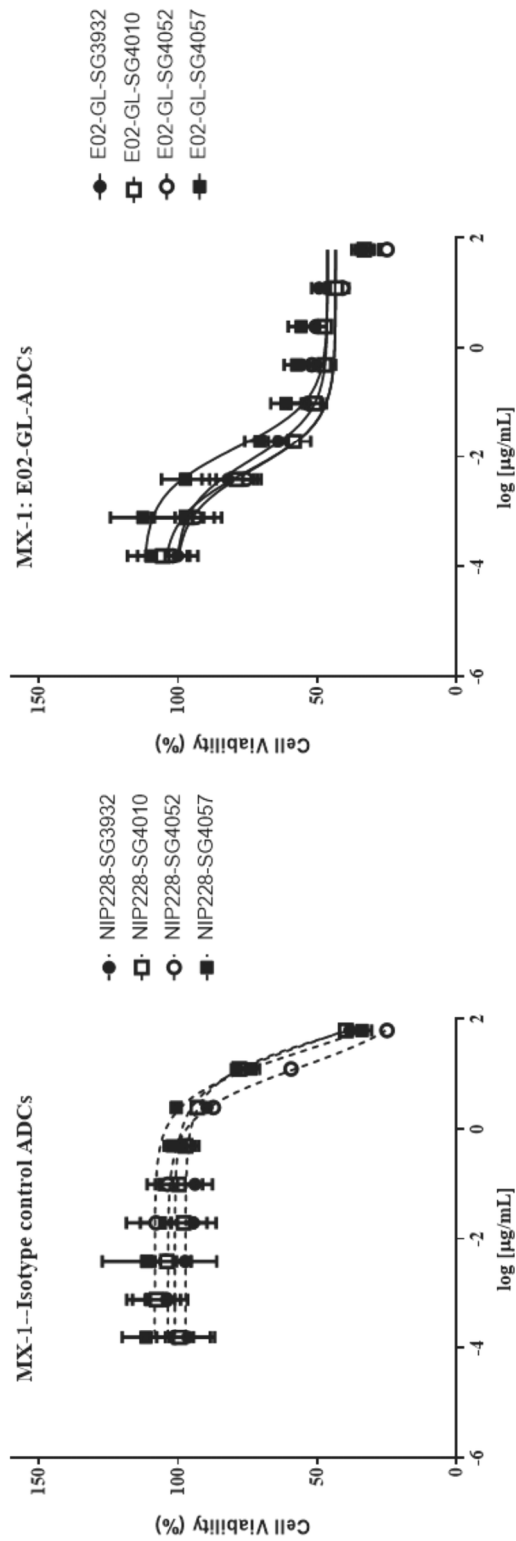 MX-1--Isotype control ADCs
150
100
50
0
Cell Viability (%)
-6
-4
-2
0
2
log [µg/mL]
NIP228-SG3932
NIP228-SG4010
NIP228-SG4052
NIP228-SG4057
MX-1: E02-GL-ADCs
150
100
50
0
Cell Viability (%)
-6
-4
-2
0
2
log [µg/mL]
E02-GL-SG3932
E02-GL-SG4010
E02-GL-SG4052
E02-GL-SG4057